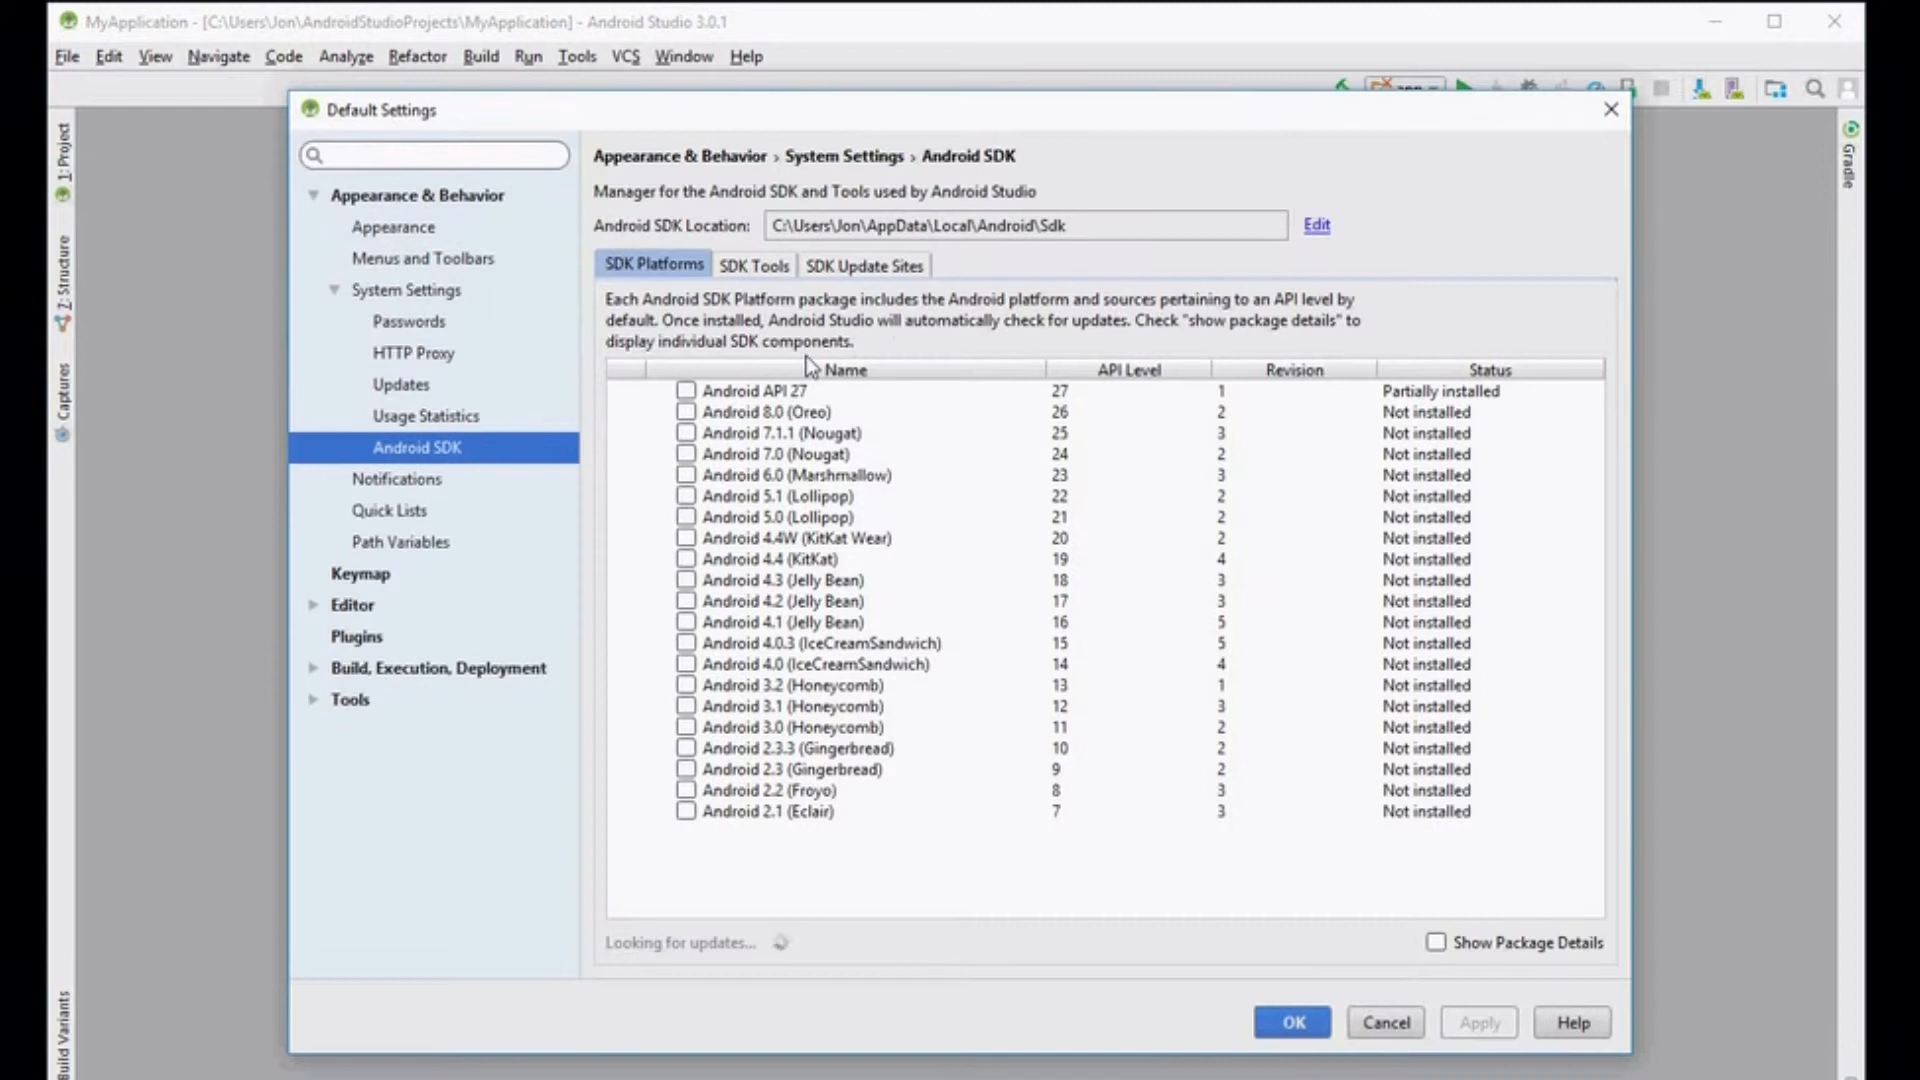 MyApplication - [C:\Users\Jon\AndroidStudioProjects\MyApplication] - Android Studio 3.0.1
File Edit View Navigate Code Analyze Refactor Build Run Tools VCS Window Help
app
1: Project
7: Structure
Captures
Build Variants
Gradle
Default Settings
Appearance & Behavior
Appearance
Menus and Toolbars
System Settings
Passwords
HTTP Proxy
Updates
Usage Statistics
Android SDK
Notifications
Quick Lists
Path Variables
Keymap
Editor
Plugins
Build, Execution, Deployment
Tools
Appearance & Behavior › System Settings › Android SDK
Manager for the Android SDK and Tools used by Android Studio
Android SDK Location: C:\Users\Jon\AppData\Local\Android\Sdk Edit
SDK Platforms SDK Tools SDK Update Sites
Each Android SDK Platform package includes the Android platform and sources pertaining to an API level by
default. Once installed, Android Studio will automatically check for updates. Check "show package details" to
display individual SDK components.
Name API Level Revision Status
Android API 27 27 1 Partially installed
Android 8.0 (Oreo) 26 2 Not installed
Android 7.1.1 (Nougat) 25 3 Not installed
Android 7.0 (Nougat) 24 2 Not installed
Android 6.0 (Marshmallow) 23 3 Not installed
Android 5.1 (Lollipop) 22 2 Not installed
Android 5.0 (Lollipop) 21 2 Not installed
Android 4.4W (KitKat Wear) 20 2 Not installed
Android 4.4 (KitKat) 19 4 Not installed
Android 4.3 (Jelly Bean) 18 3 Not installed
Android 4.2 (Jelly Bean) 17 3 Not installed
Android 4.1 (Jelly Bean) 16 5 Not installed
Android 4.0.3 (IceCreamSandwich) 15 5 Not installed
Android 4.0 (IceCreamSandwich) 14 4 Not installed
Android 3.2 (Honeycomb) 13 1 Not installed
Android 3.1 (Honeycomb) 12 3 Not installed
Android 3.0 (Honeycomb) 11 2 Not installed
Android 2.3.3 (Gingerbread) 10 2 Not installed
Android 2.3 (Gingerbread) 9 2 Not installed
Android 2.2 (Froyo) 8 3 Not installed
Android 2.1 (Eclair) 7 3 Not installed
Looking for updates... Show Package Details
OK Cancel Apply Help